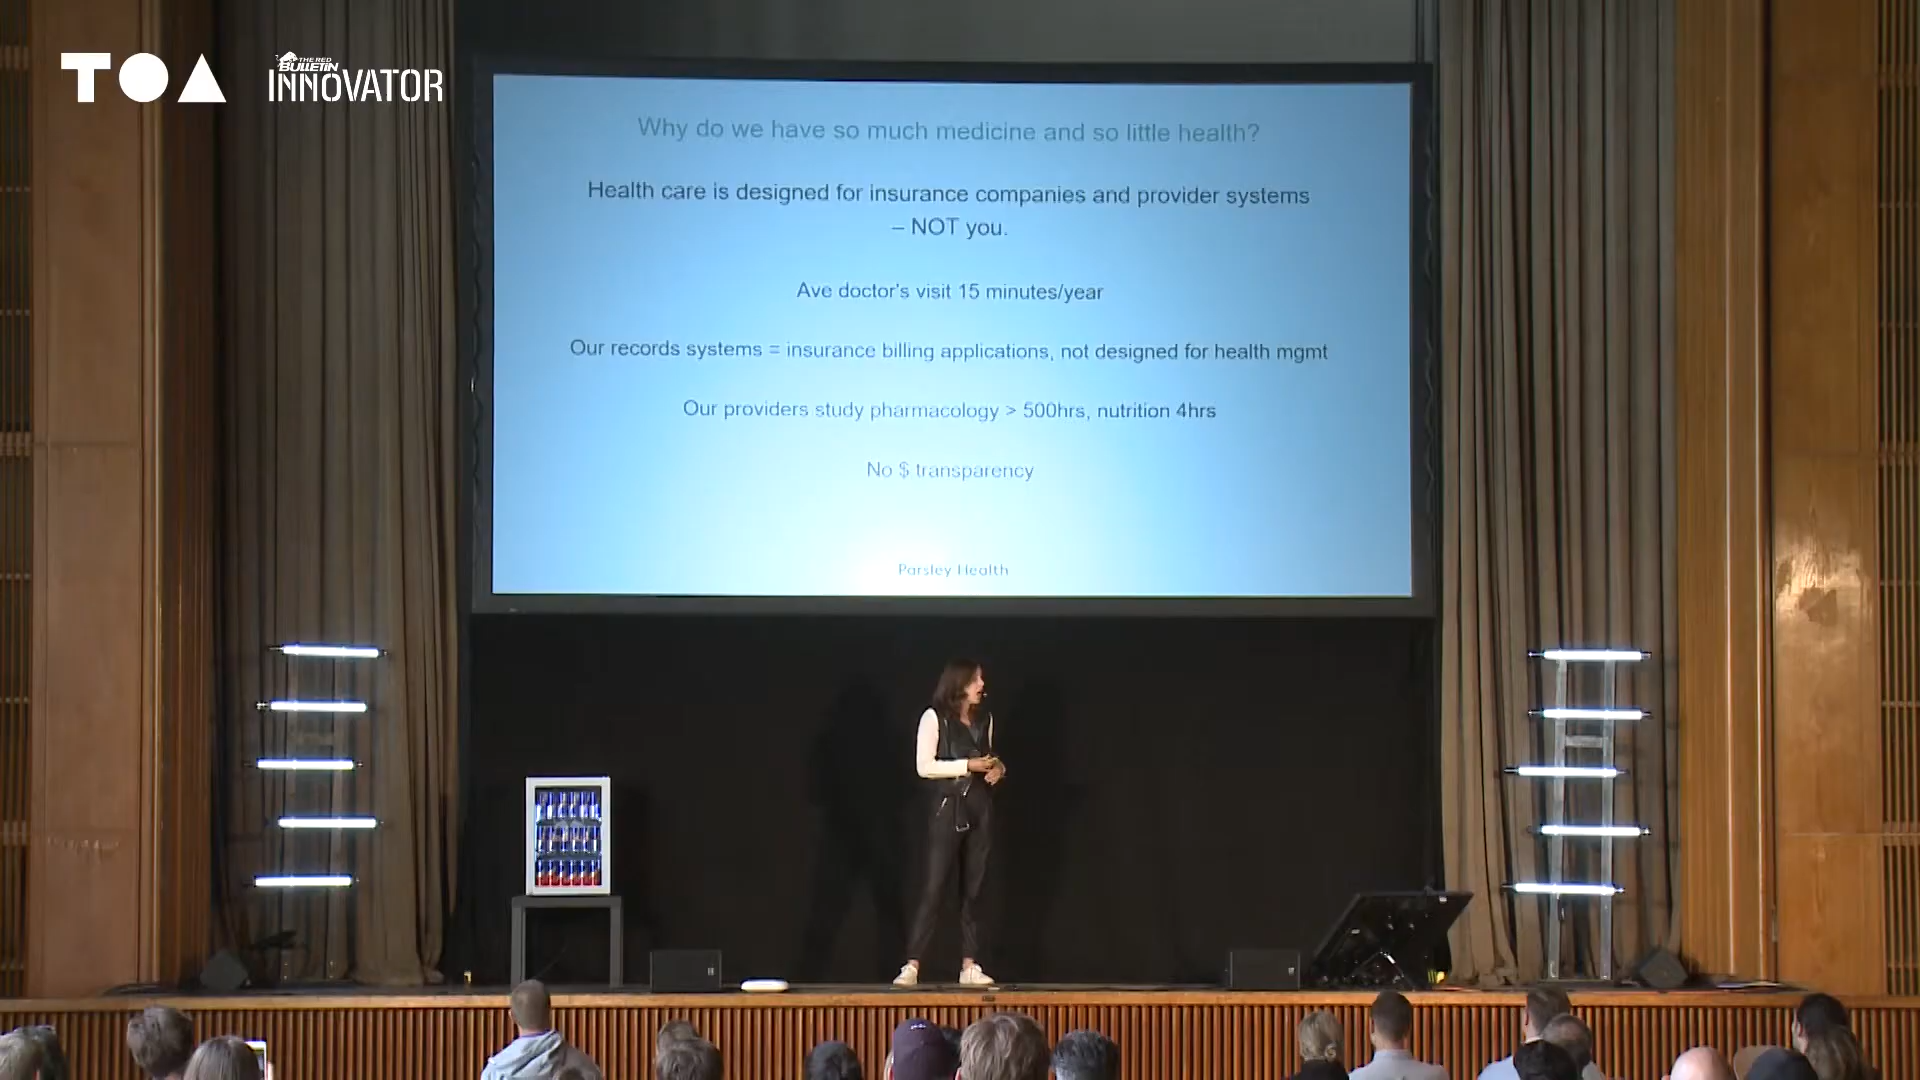 TOA
THE RED
BULLETIN
INNOVATOR
Why do we have so much medicine and so little health?
Health care is designed for insurance companies and provider systems
– NOT you.
Ave doctor's visit 15 minutes/year
Our records systems = insurance billing applications, not designed for health mgmt
Our providers study pharmacology > 500hrs, nutrition 4hrs
No $ transparency
Parsley Health